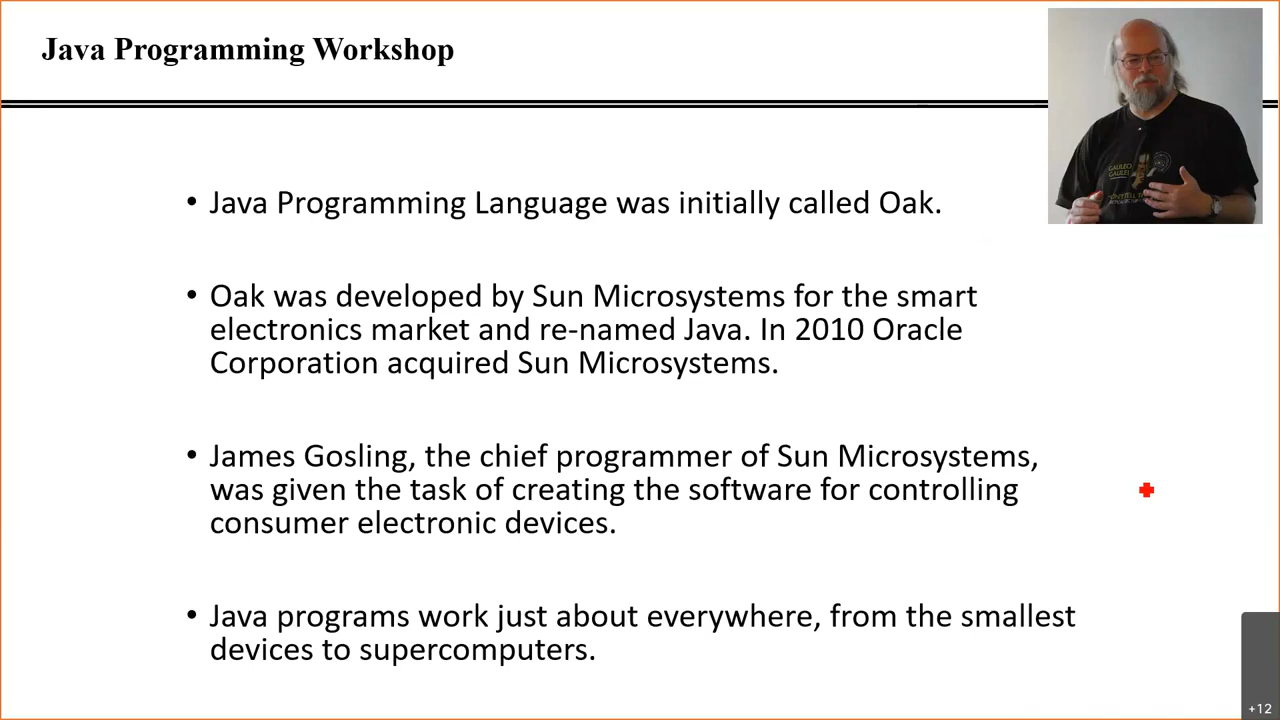 Java Programming Workshop
GALILEO
GALILEI
• Java Programming Language was initially called Oak.
• Oak was developed by Sun Microsystems for the smart
electronics market and re-named Java. In 2010 Oracle
Corporation acquired Sun Microsystems.
• James Gosling, the chief programmer of Sun Microsystems,
was given the task of creating the software for controlling
consumer electronic devices.
• Java programs work just about everywhere, from the smallest
devices to supercomputers.
+12